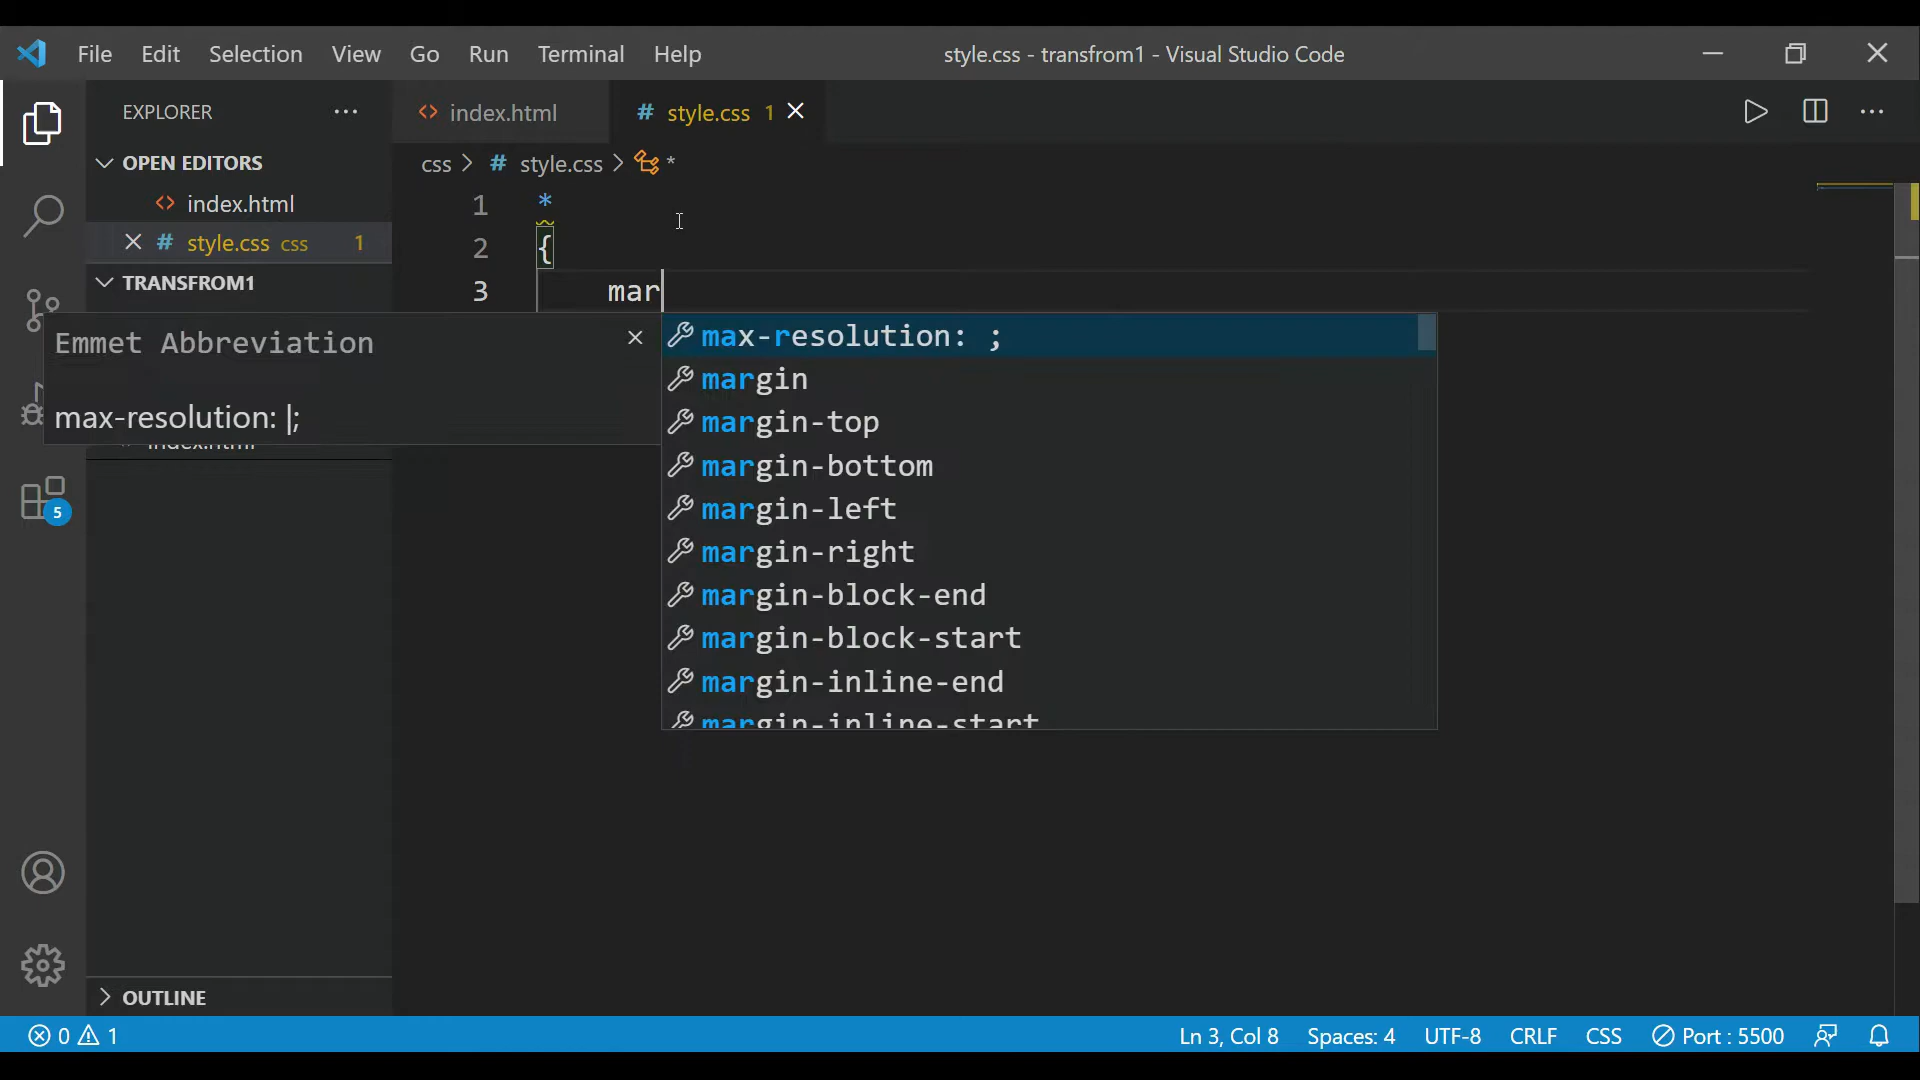 File Edit Selection View Go Run Terminal Help
style.css - transfrom1 - Visual Studio Code
EXPLORER
index.html
# style.css 1
OPEN EDITORS
index.html
# style.css css 1
TRANSFROM1
css > # style.css > *
1 *
2 {
3 mar
Emmet Abbreviation
max-resolution: |;
index.html
max-resolution: ;
margin
margin-top
margin-bottom
margin-left
margin-right
margin-block-end
margin-block-start
margin-inline-end
margin-inline-start
5
OUTLINE
0 1
Ln 3, Col 8 Spaces: 4 UTF-8 CRLF CSS Port : 5500